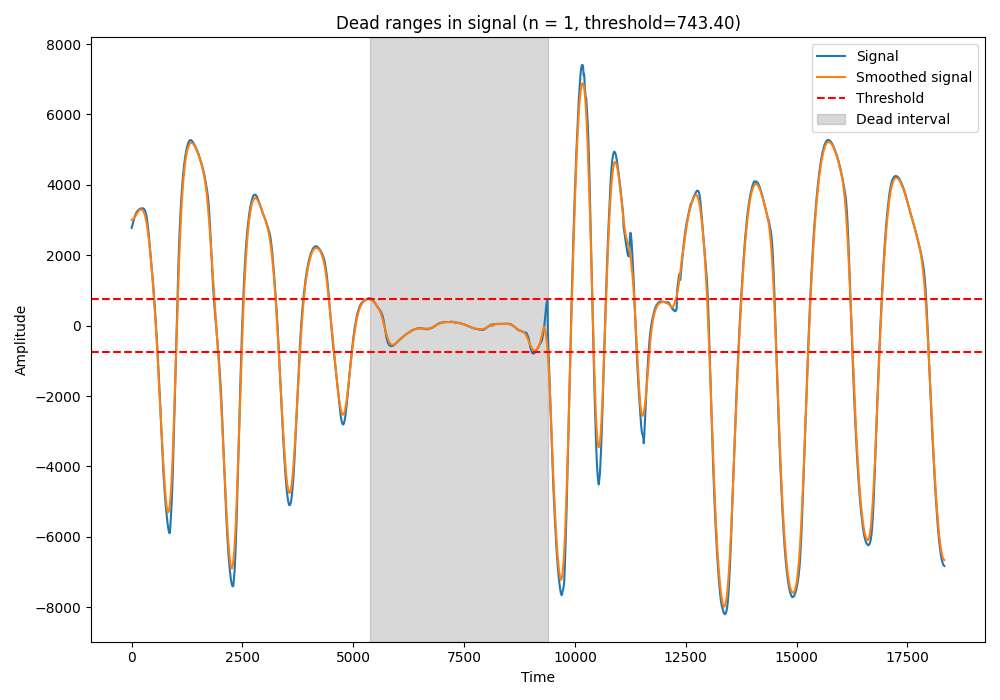 Dead ranges in signal (n = 1, threshold=743.40)
Signal
Smoothed signal
Threshold
Dead interval
Amplitude
8000
6000
4000
2000
0
−2000
−4000
−6000
−8000
0 2500 5000 7500 10000 12500 15000 17500
Time